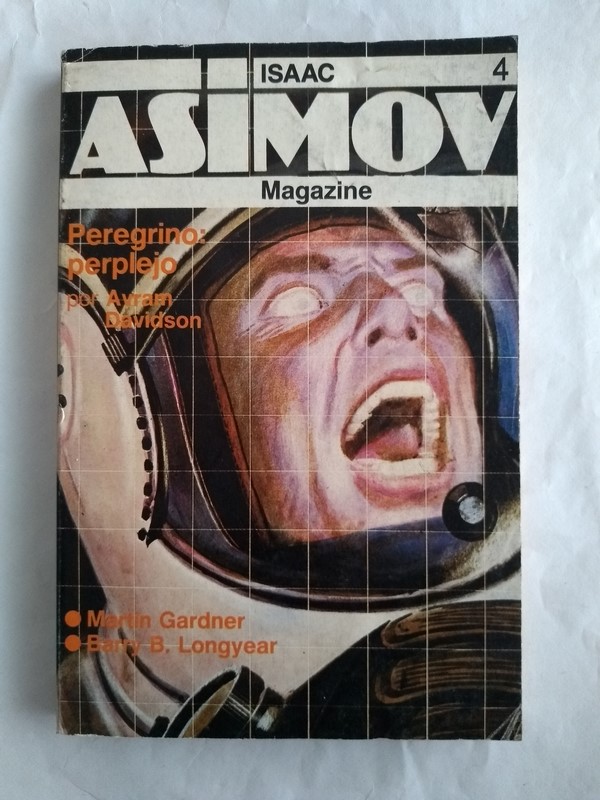 ISAAC
4
ASIMOV
Magazine
Peregrino:
perplejo
por Avram
Davidson
● Martin Gardner
● Barry B. Longyear